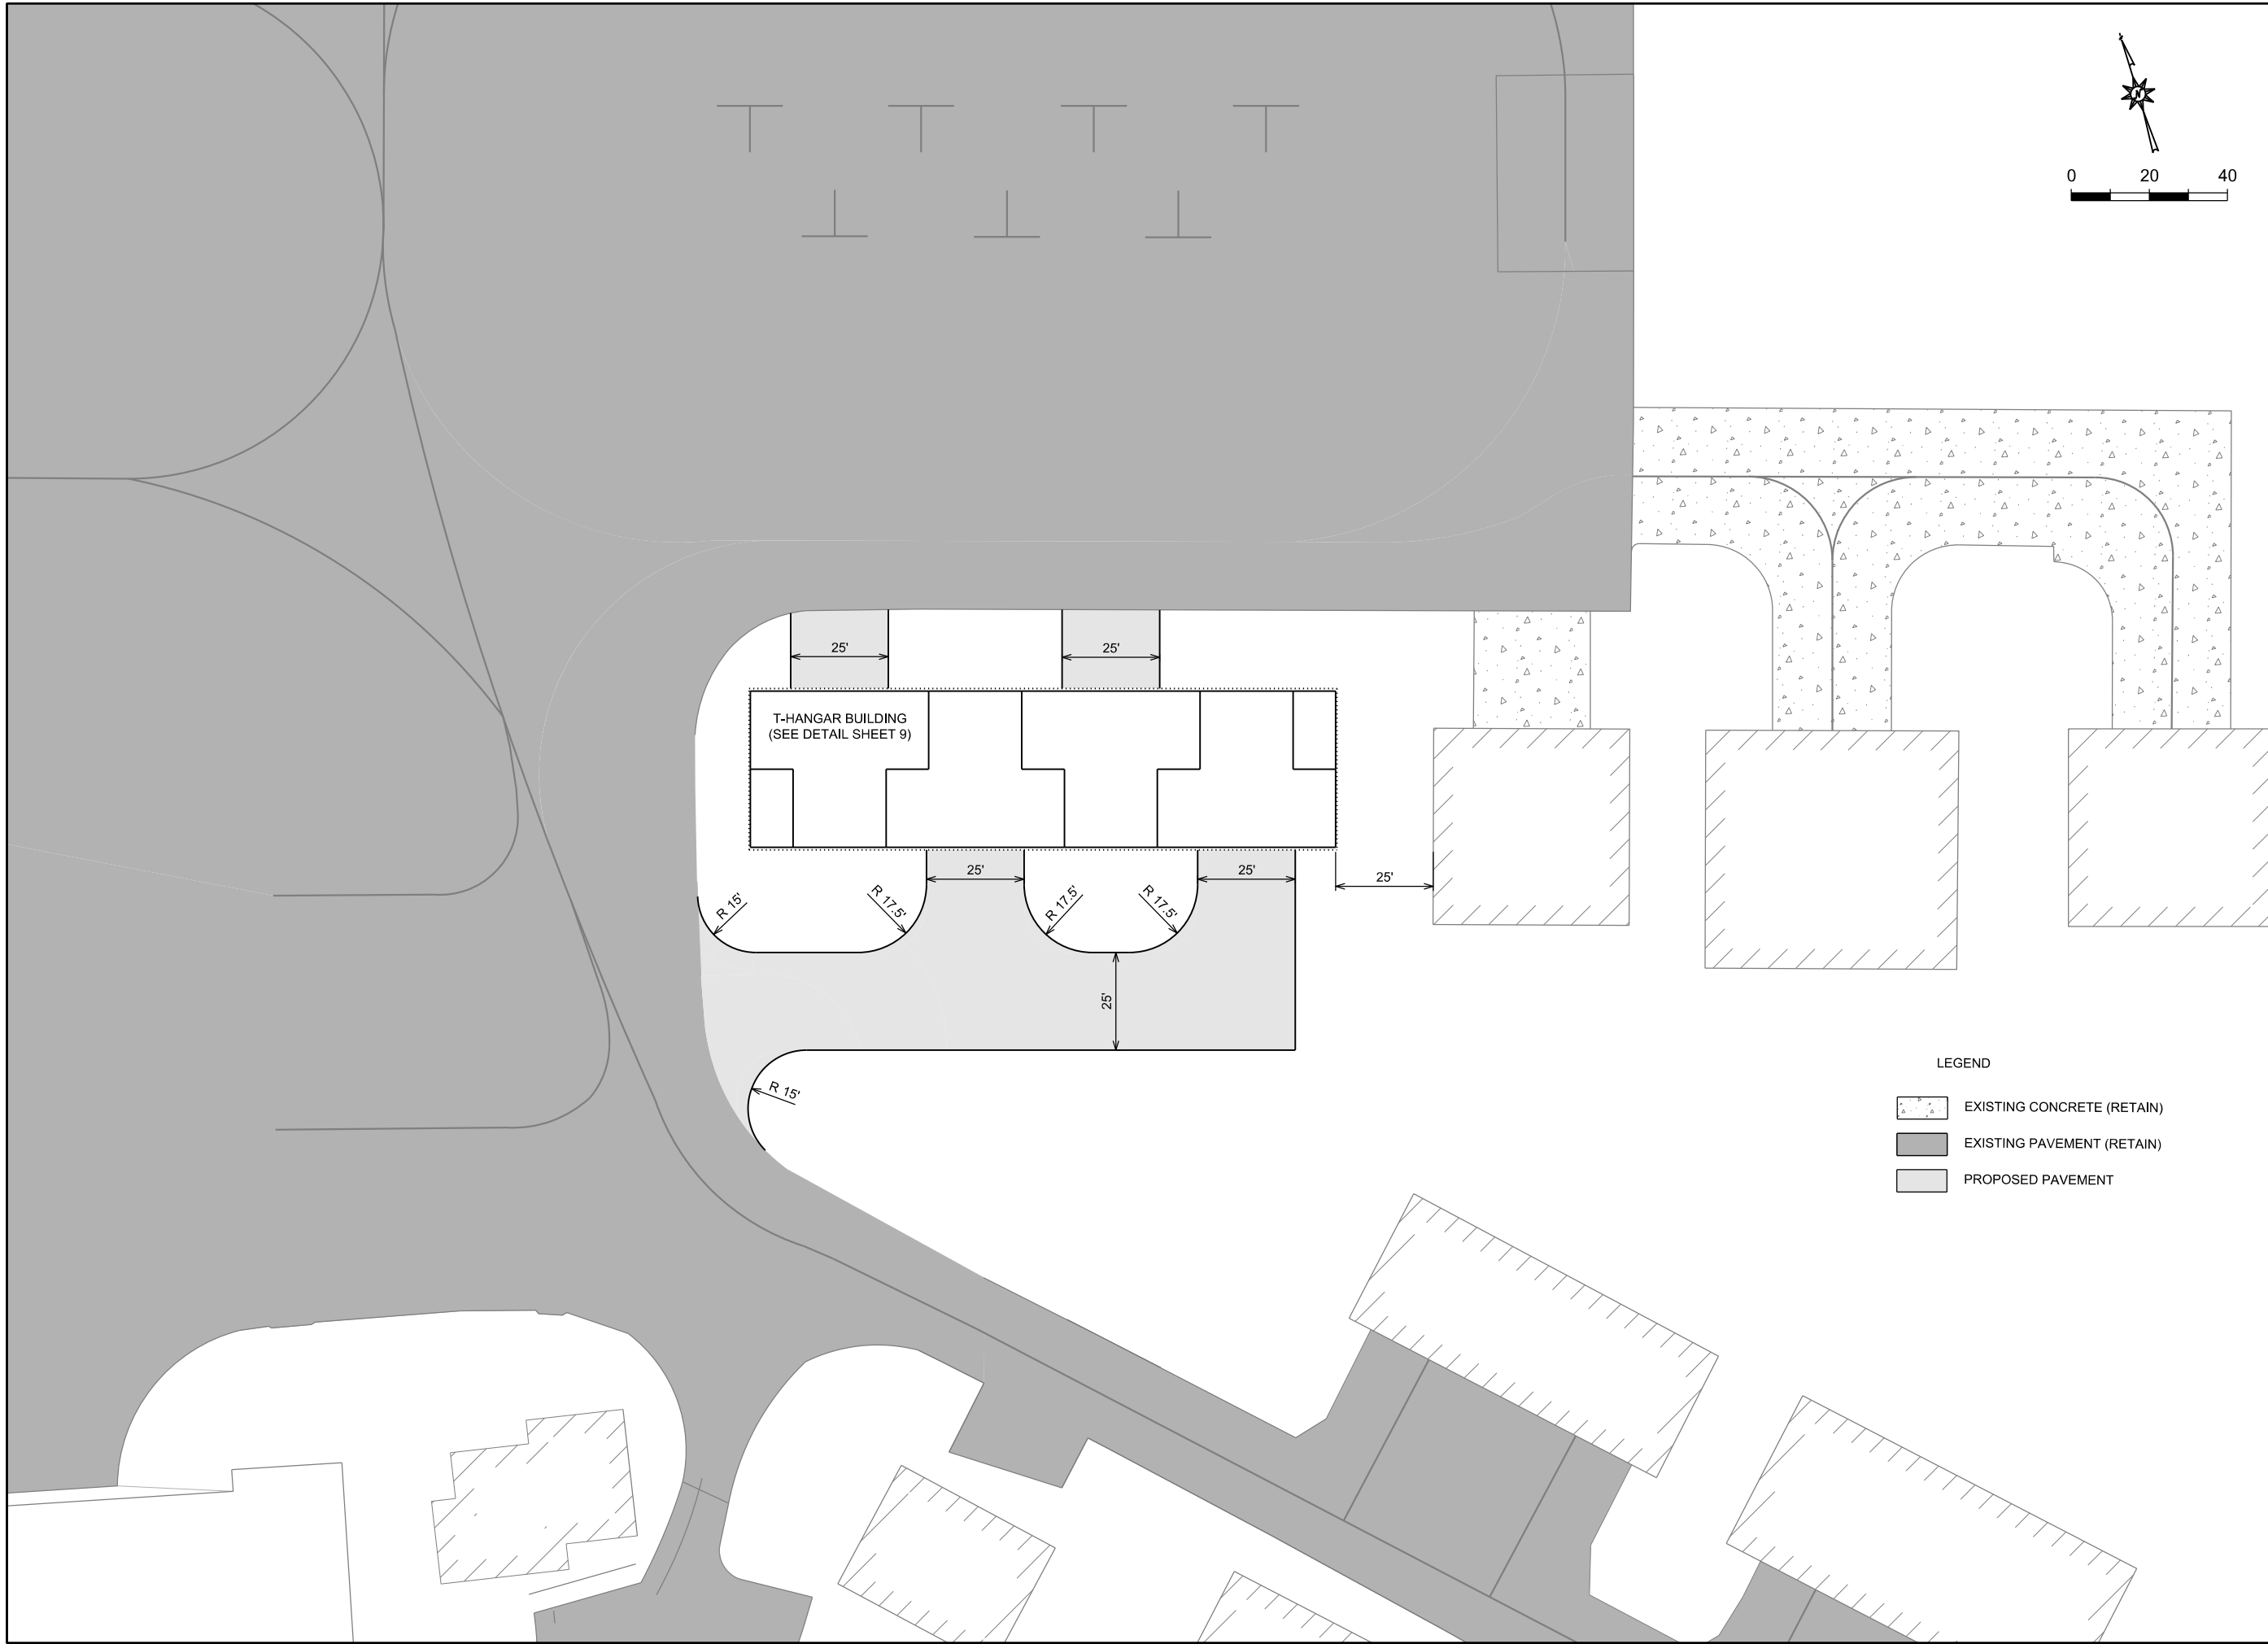 N
0 20 40
25'
25'
T-HANGAR BUILDING
(SEE DETAIL SHEET 9)
25'
25'
25'
R 15'
R 17.5'
R 17.5'
R 17.5'
25'
R 15'
LEGEND
EXISTING CONCRETE (RETAIN)
EXISTING PAVEMENT (RETAIN)
PROPOSED PAVEMENT